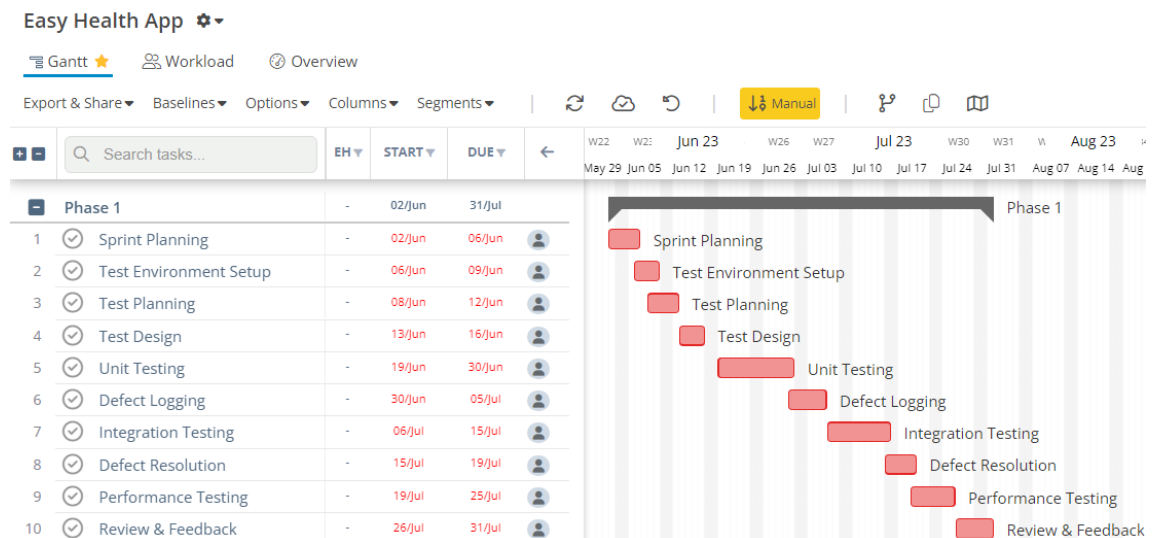 Easy Health App
Gantt Workload Overview
Export & Share Baselines Options Columns Segments Manual
Search tasks... EH START DUE
W22 W23 Jun 23 W26 W27 Jul 23 W30 W31 Aug 23
May 29 Jun 05 Jun 12 Jun 19 Jun 26 Jul 03 Jul 10 Jul 17 Jul 24 Jul 31 Aug 07 Aug 14 Aug
Phase 1 - 02/Jun 31/Jul Phase 1
1 Sprint Planning - 02/Jun 06/Jun Sprint Planning
2 Test Environment Setup - 06/Jun 09/Jun Test Environment Setup
3 Test Planning - 08/Jun 12/Jun Test Planning
4 Test Design - 13/Jun 16/Jun Test Design
5 Unit Testing - 19/Jun 30/Jun Unit Testing
6 Defect Logging - 30/Jun 05/Jul Defect Logging
7 Integration Testing - 06/Jul 15/Jul Integration Testing
8 Defect Resolution - 15/Jul 19/Jul Defect Resolution
9 Performance Testing - 19/Jul 25/Jul Performance Testing
10 Review & Feedback - 26/Jul 31/Jul Review & Feedback